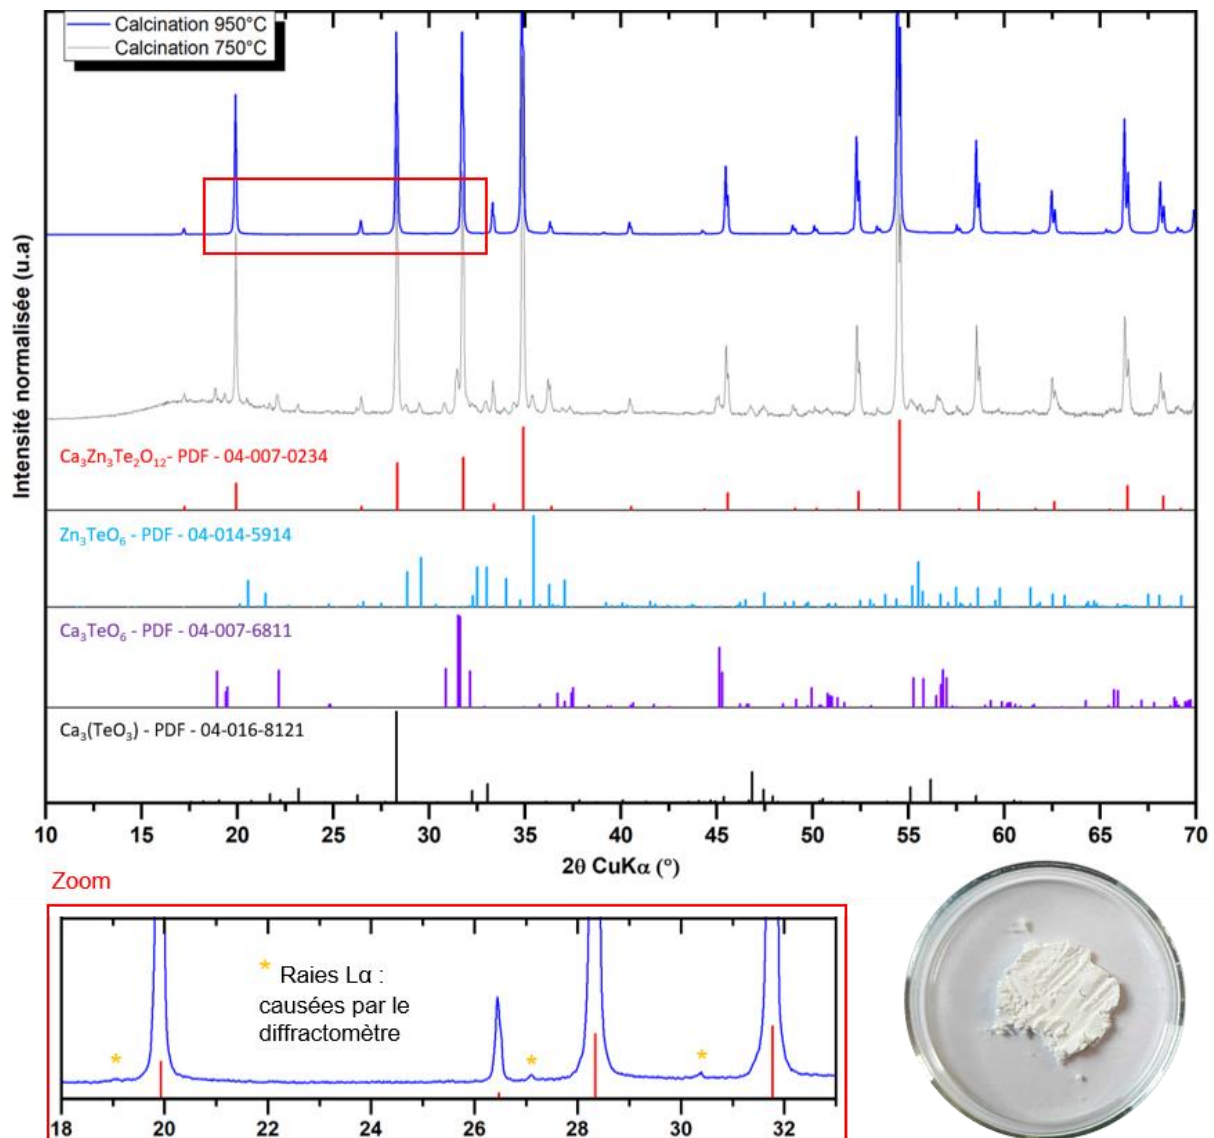 Calcination 950°C
Calcination 750°C
Intensité normalisée (u.a)
Ca₃Zn₃Te₂O₁₂- PDF - 04-007-0234
Zn₃TeO₆ - PDF - 04-014-5914
Ca₃TeO₆ - PDF - 04-007-6811
Ca₃(TeO₃) - PDF - 04-016-8121
10 15 20 25 30 35 40 45 50 55 60 65 70
2θ CuKα (°)
Zoom
* Raies Lα :
causées par le
diffractomètre
* * *
18 20 22 24 26 28 30 32